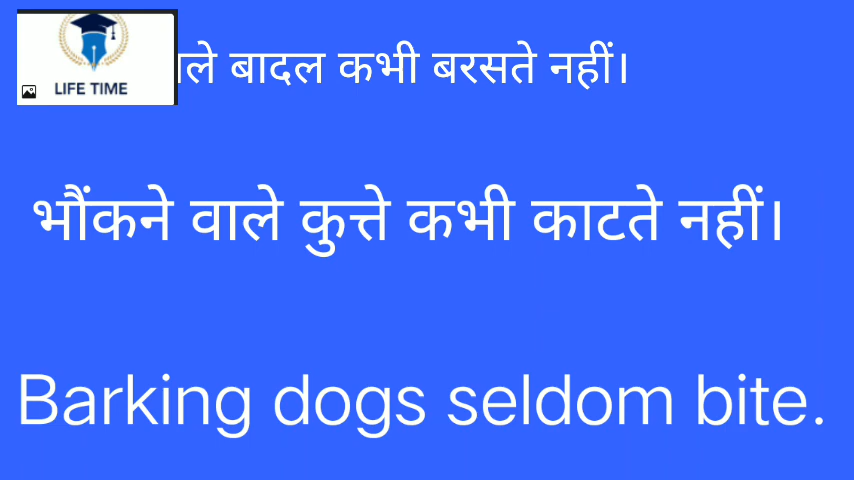 LIFE TIME
बादल कभी बरसते नहीं।
भौंकने वाले कुत्ते कभी काटते नहीं।
Barking dogs seldom bite.